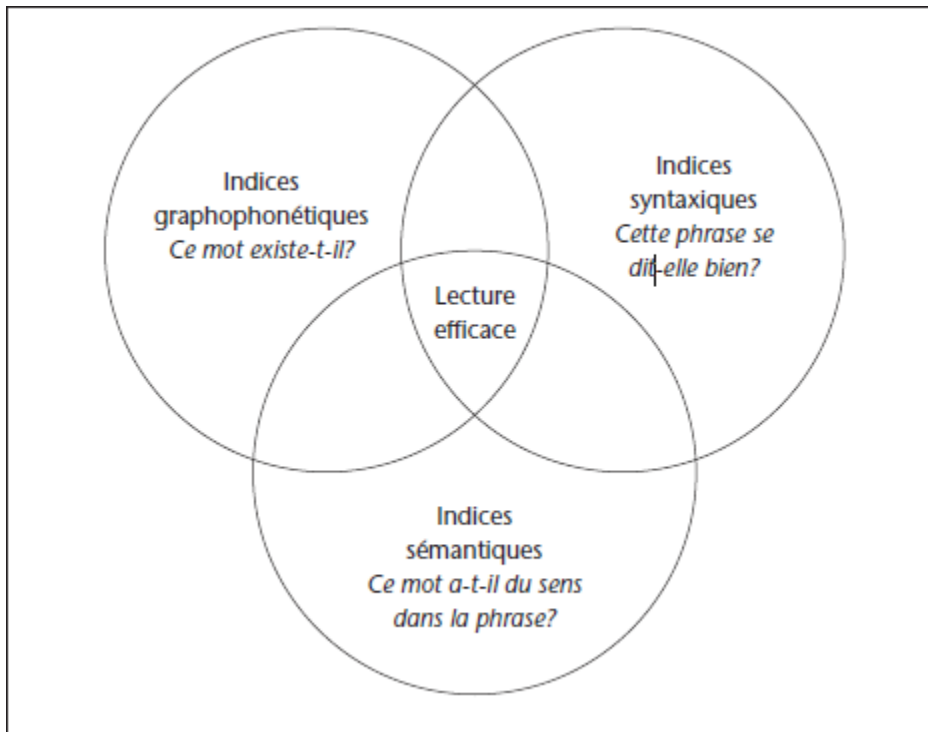 Indices
graphophonétiques
Ce mot existe-t-il?
Indices
syntaxiques
Cette phrase se
dit-elle bien?
Lecture
efficace
Indices
sémantiques
Ce mot a-t-il du sens
dans la phrase?